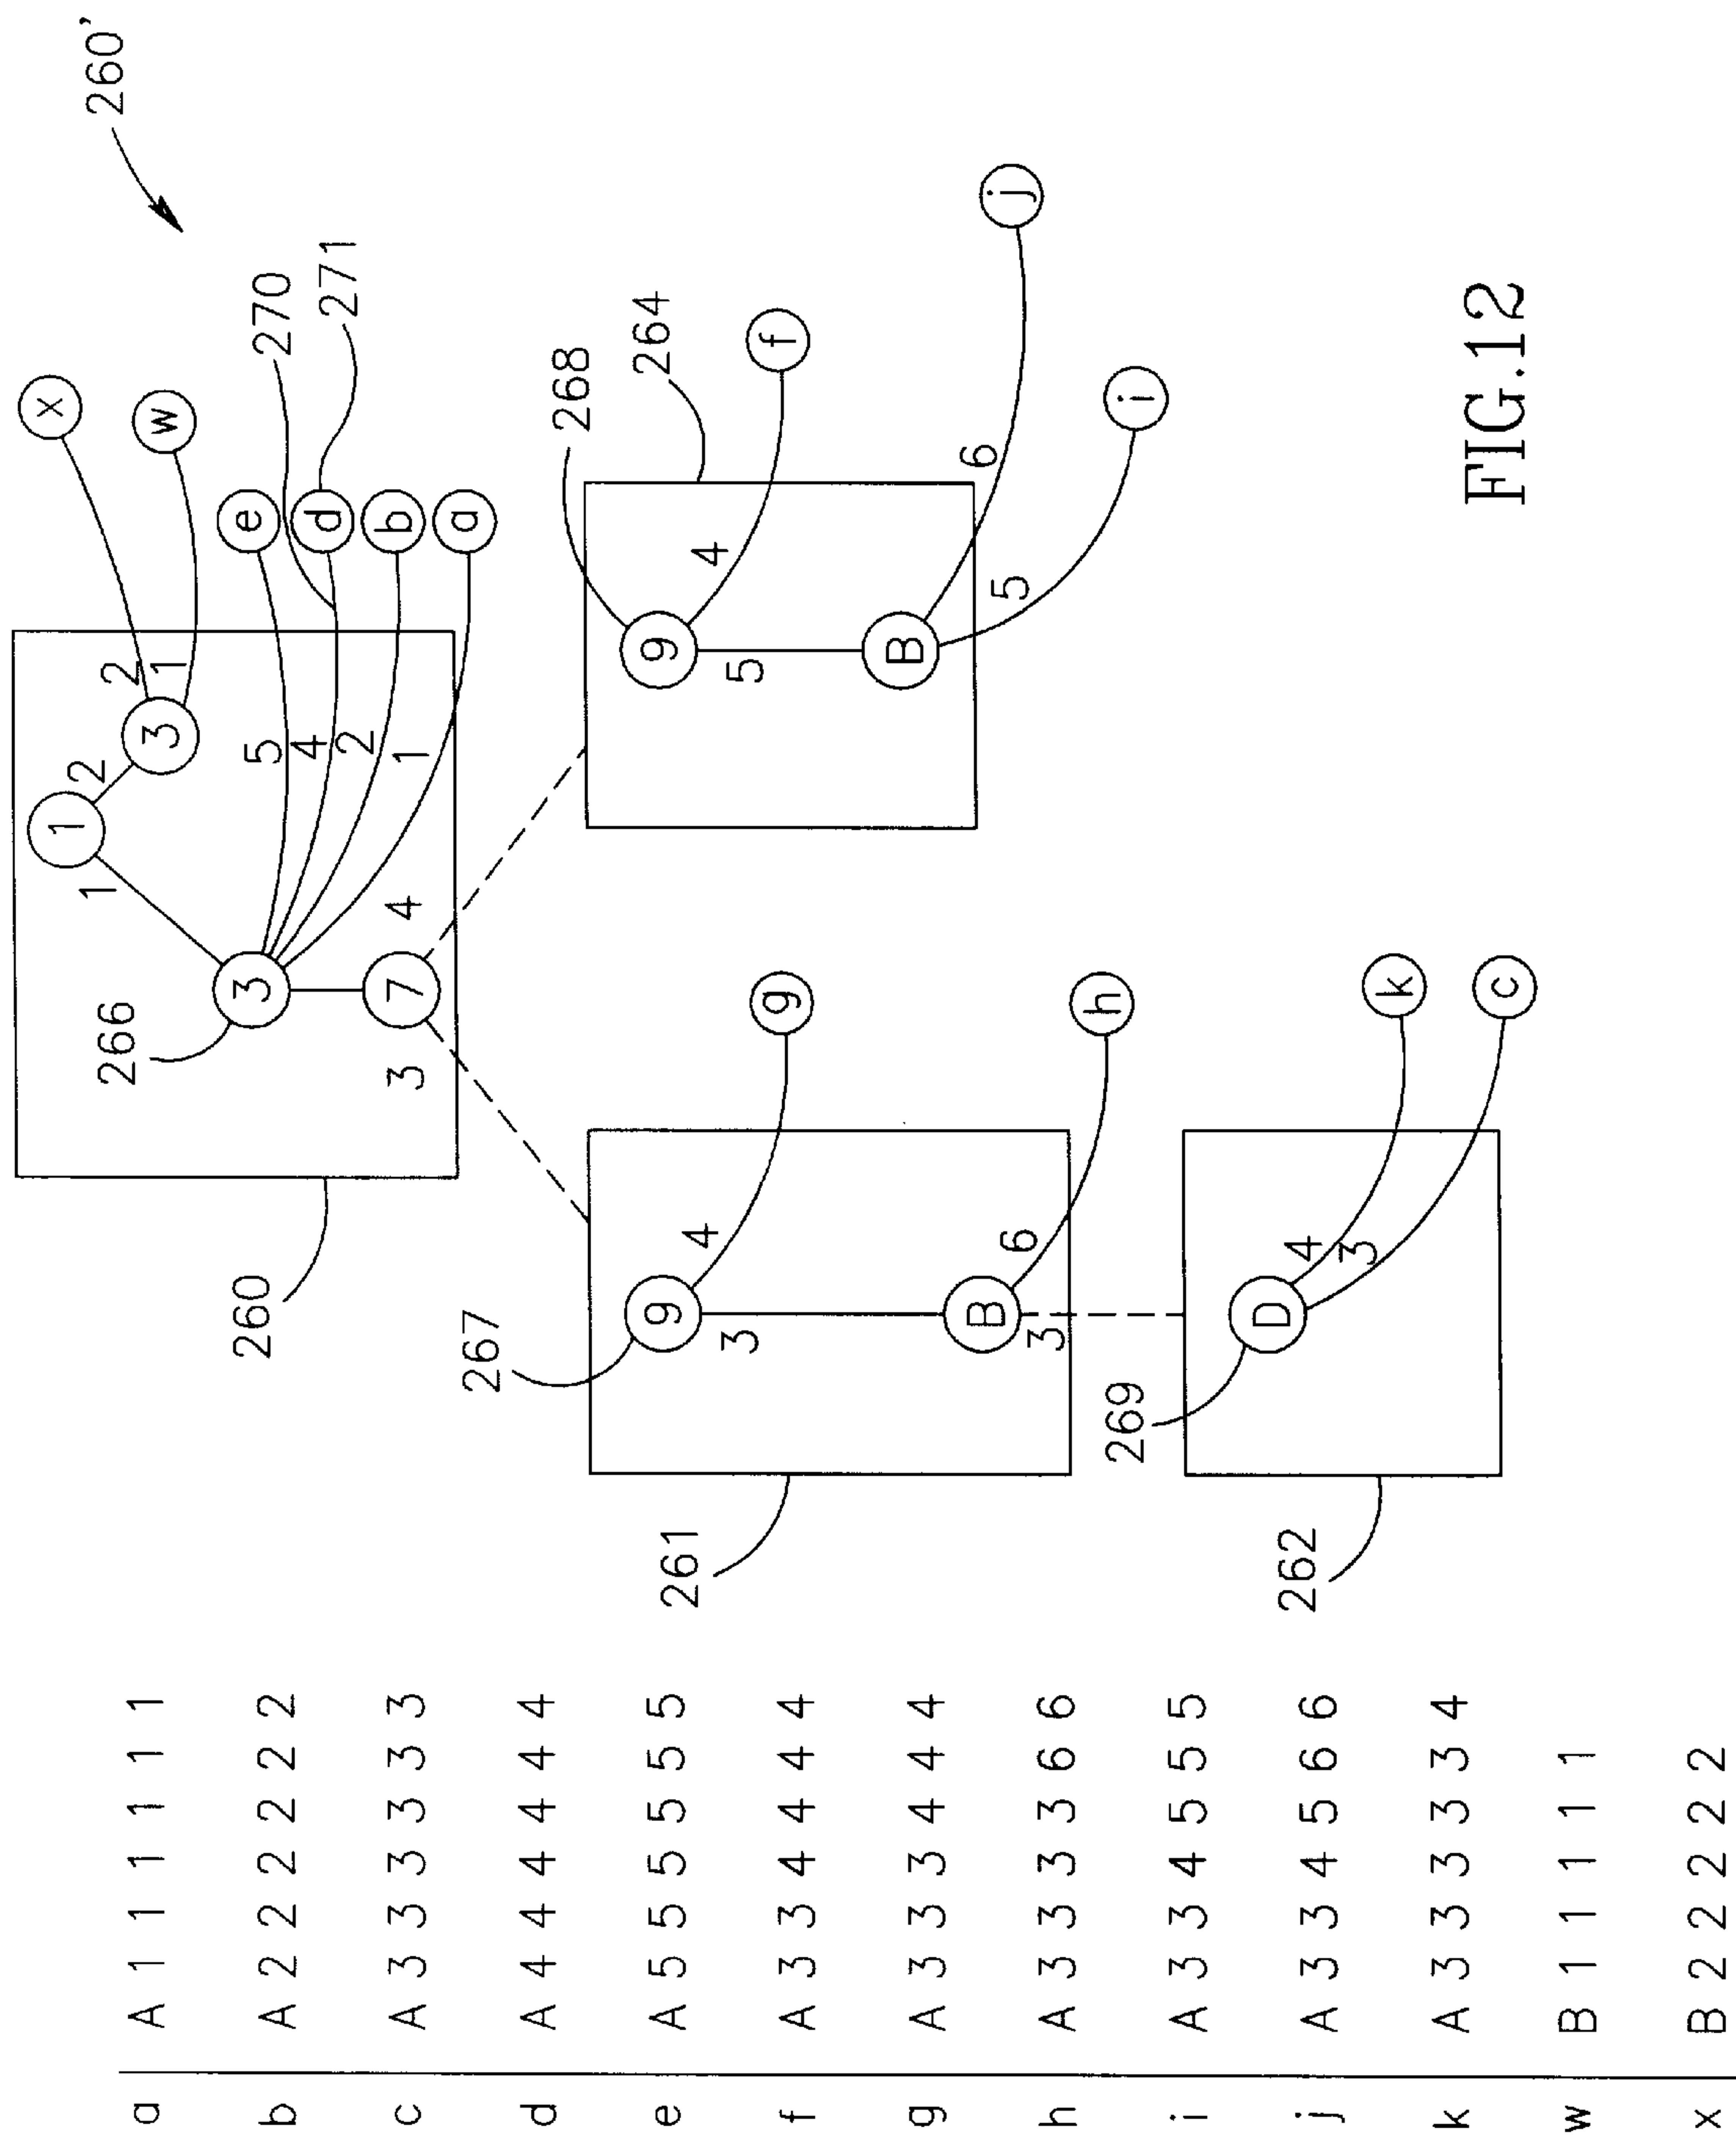 a A 1 1 1 1 1 1
b A 2 2 2 2 2 2
c A 3 3 3 3 3 3
d A 4 4 4 4 4 4
e A 5 5 5 5 5 5
f A 3 3 4 4 4 4
g A 3 3 3 4 4 4
h A 3 3 3 3 6 6
i A 3 3 4 5 5 5
j A 3 3 4 5 6 6
k A 3 3 3 3 3 4
w B 1 1 1 1 1
x B 2 2 2 2 2
260'
x
1
1
2
266
2
3
1
w
260
3
5
e
270
4
d
271
2
b
3
7
4
1
a
267
268
261
9
4
9
4
264
3
g
5
f
B
6
3
h
B
6
5
j
i
269
262
D
4
3
k
c
FIG.12